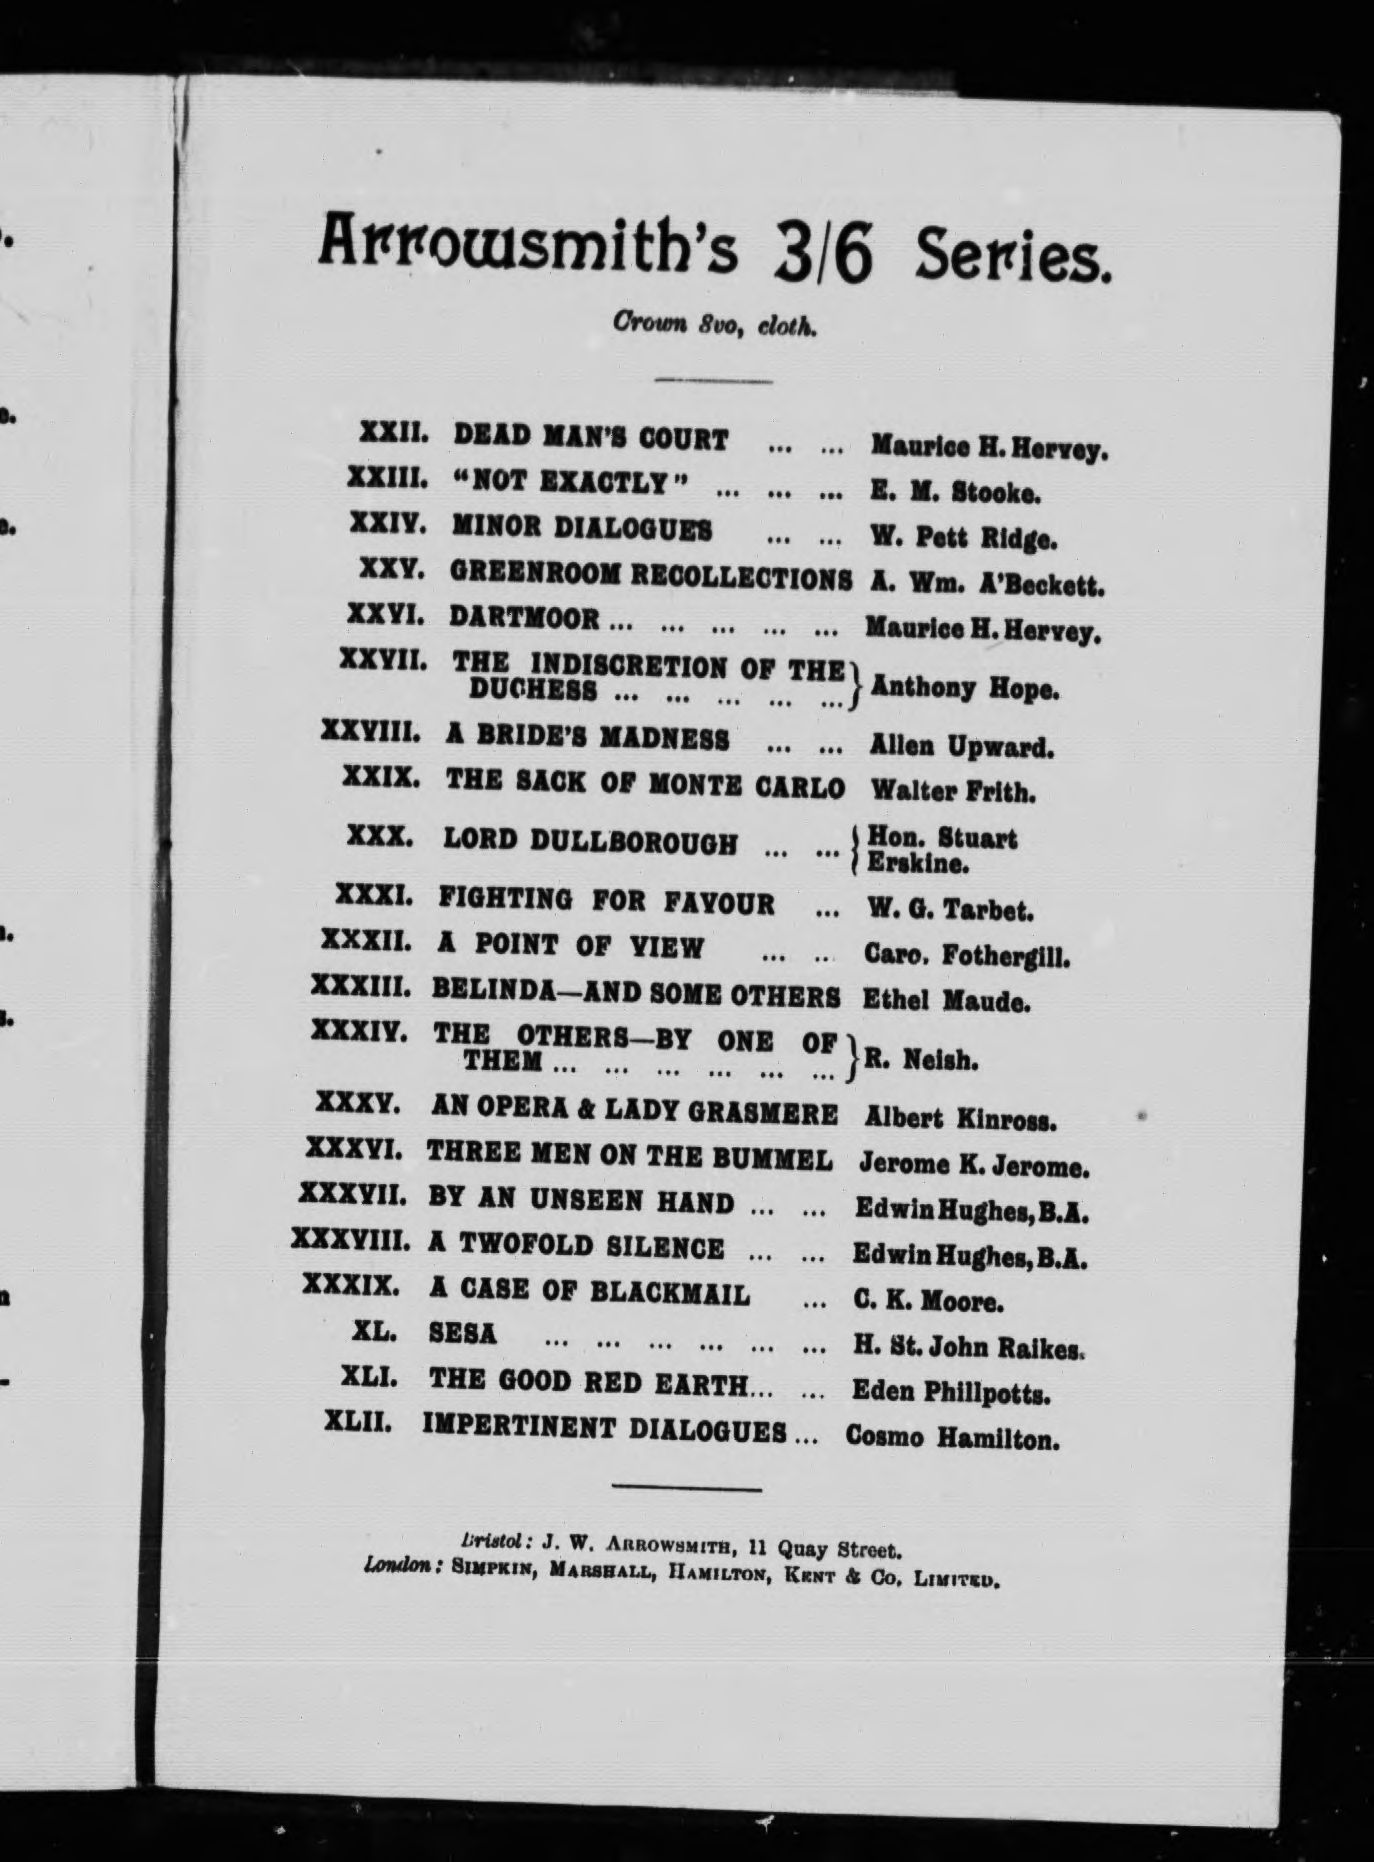 Arrowsmith's 3/6 Series.
Crown 8vo, cloth.
XXII. DEAD MAN'S COURT ... ... Maurice H. Hervey.
XXIII. "NOT EXACTLY" ... ... ... E. M. Stooke.
XXIV. MINOR DIALOGUES ... ... W. Pett Ridge.
XXV. GREENROOM RECOLLECTIONS A. Wm. A'Beckett.
XXVI. DARTMOOR ... ... ... ... ... Maurice H. Hervey.
XXVII. THE INDISCRETION OF THE
DUCHESS ... ... ... ... ... } Anthony Hope.
XXVIII. A BRIDE'S MADNESS ... ... Allen Upward.
XXIX. THE SACK OF MONTE CARLO Walter Frith.
XXX. LORD DULLBOROUGH ... ... { Hon. Stuart
Erskine.
XXXI. FIGHTING FOR FAVOUR ... W. G. Tarbet.
XXXII. A POINT OF VIEW ... .. Caro. Fothergill.
XXXIII. BELINDA—AND SOME OTHERS Ethel Maude.
XXXIV. THE OTHERS—BY ONE OF
THEM ... ... ... ... ... ... } R. Neish.
XXXV. AN OPERA & LADY GRASMERE Albert Kinross.
XXXVI. THREE MEN ON THE BUMMEL Jerome K. Jerome.
XXXVII. BY AN UNSEEN HAND ... ... Edwin Hughes, B.A.
XXXVIII. A TWOFOLD SILENCE ... ... Edwin Hughes, B.A.
XXXIX. A CASE OF BLACKMAIL ... C. K. Moore.
XL. SESA ... ... ... ... ... ... H. St. John Raikes.
XLI. THE GOOD RED EARTH... ... Eden Phillpotts.
XLII. IMPERTINENT DIALOGUES ... Cosmo Hamilton.
Bristol: J. W. ARROWSMITH, 11 Quay Street.
London: SIMPKIN, MARSHALL, HAMILTON, KENT & CO. LIMITED.